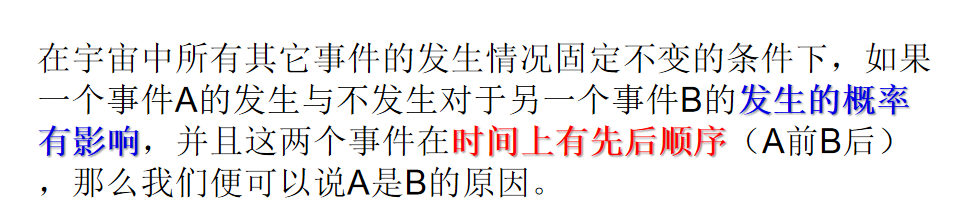 在宇宙中所有其它事件的发生情况固定不变的条件下，如果
一个事件A的发生与不发生对于另一个事件B的发生的概率
有影响，并且这两个事件在时间上有先后顺序（A前B后）
，那么我们便可以说A是B的原因。